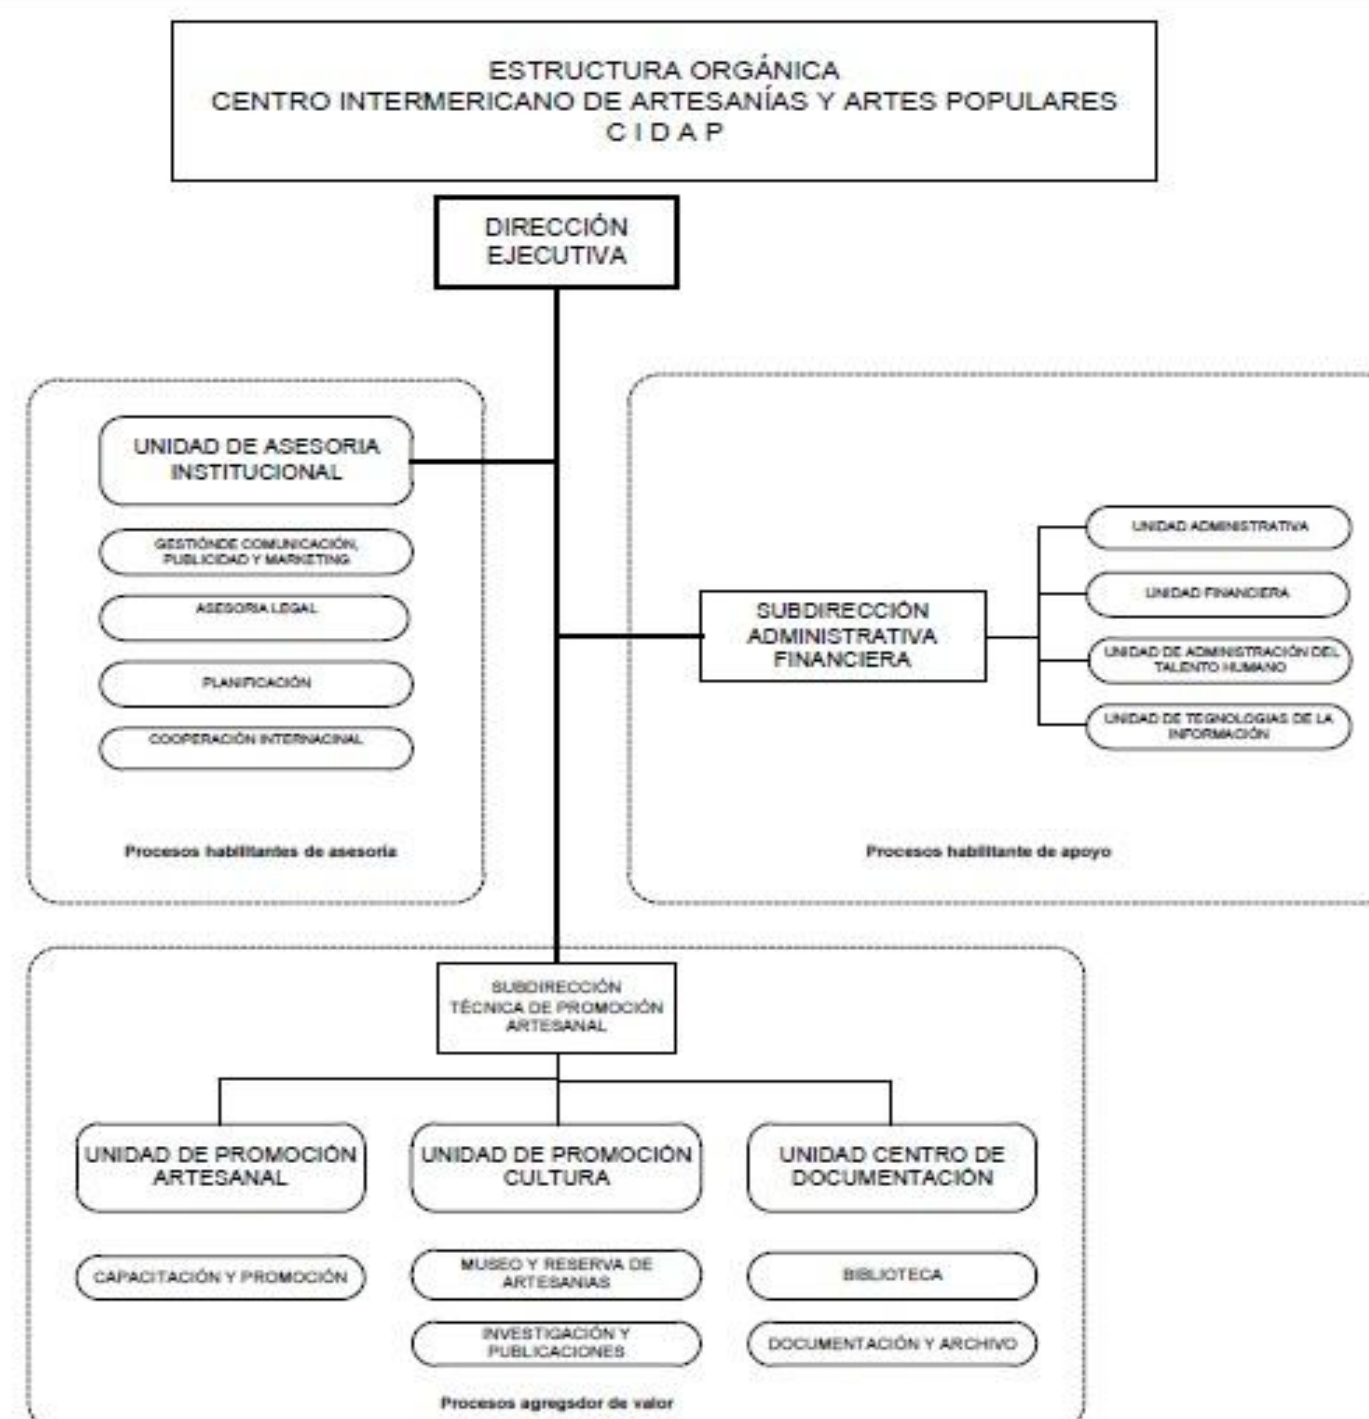 ESTRUCTURA ORGÁNICA
CENTRO INTERMERICANO DE ARTESANÍAS Y ARTES POPULARES
C I D A P
DIRECCIÓN
EJECUTIVA
UNIDAD DE ASESORIA
INSTITUCIONAL
GESTIÓNDE COMUNICACIÓN,
PUBLICIDAD Y MARKETING
ASESORIA LEGAL
PLANIFICACIÓN
COOPERACIÓN INTERNACINAL
Procesos habilitantes de asesoria
SUBDIRECCIÓN
ADMINISTRATIVA
FINANCIERA
UNIDAD ADMINISTRATIVA
UNIDAD FINANCIERA
UNIDAD DE ADMINISTRACIÓN DEL
TALENTO HUMANO
UNIDAD DE TEGNOLOGIAS DE LA
INFORMACIÓN
Procesos habilitante de apoyo
SUBDIRECCIÓN
TÉCNICA DE PROMOCIÓN
ARTESANAL
UNIDAD DE PROMOCIÓN
ARTESANAL
CAPACITACIÓN Y PROMOCIÓN
UNIDAD DE PROMOCIÓN
CULTURA
MUSEO Y RESERVA DE
ARTESANIAS
INVESTIGACIÓN Y
PUBLICACIONES
UNIDAD CENTRO DE
DOCUMENTACIÓN
BIBLIOTECA
DOCUMENTACIÓN Y ARCHIVO
Procesos agregsdor de valor